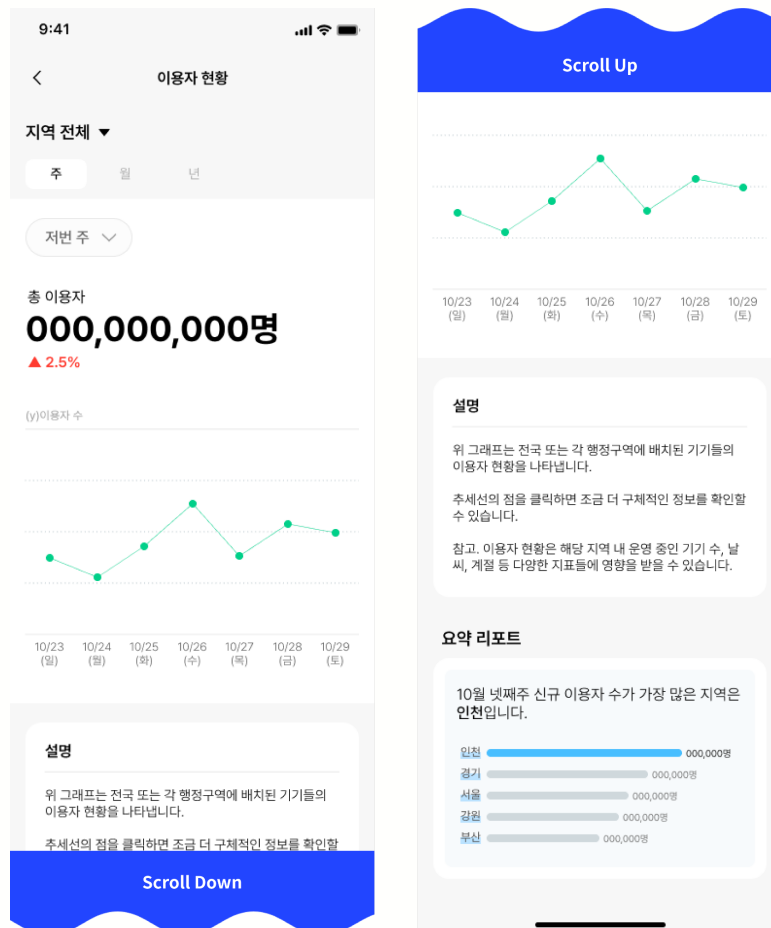 9:41
이용자 현황
지역 전체
주 월 년
저번 주
총 이용자
000,000,000명
▲ 2.5%
(y)이용자 수
10/23 10/24 10/25 10/26 10/27 10/28 10/29
(일) (월) (화) (수) (목) (금) (토)
설명
위 그래프는 전국 또는 각 행정구역에 배치된 기기들의
이용자 현황을 나타냅니다.
추세선의 점을 클릭하면 조금 더 구체적인 정보를 확인할
Scroll Down
Scroll Up
10/23 10/24 10/25 10/26 10/27 10/28 10/29
(일) (월) (화) (수) (목) (금) (토)
설명
위 그래프는 전국 또는 각 행정구역에 배치된 기기들의
이용자 현황을 나타냅니다.
추세선의 점을 클릭하면 조금 더 구체적인 정보를 확인할
수 있습니다.
참고. 이용자 현황은 해당 지역 내 운영 중인 기기 수, 날
씨, 계절 등 다양한 지표들에 영향을 받을 수 있습니다.
요약 리포트
10월 넷째주 신규 이용자 수가 가장 많은 지역은
인천입니다.
인천 000,000명
경기 000,000명
서울 000,000명
강원 000,000명
부산 000,000명